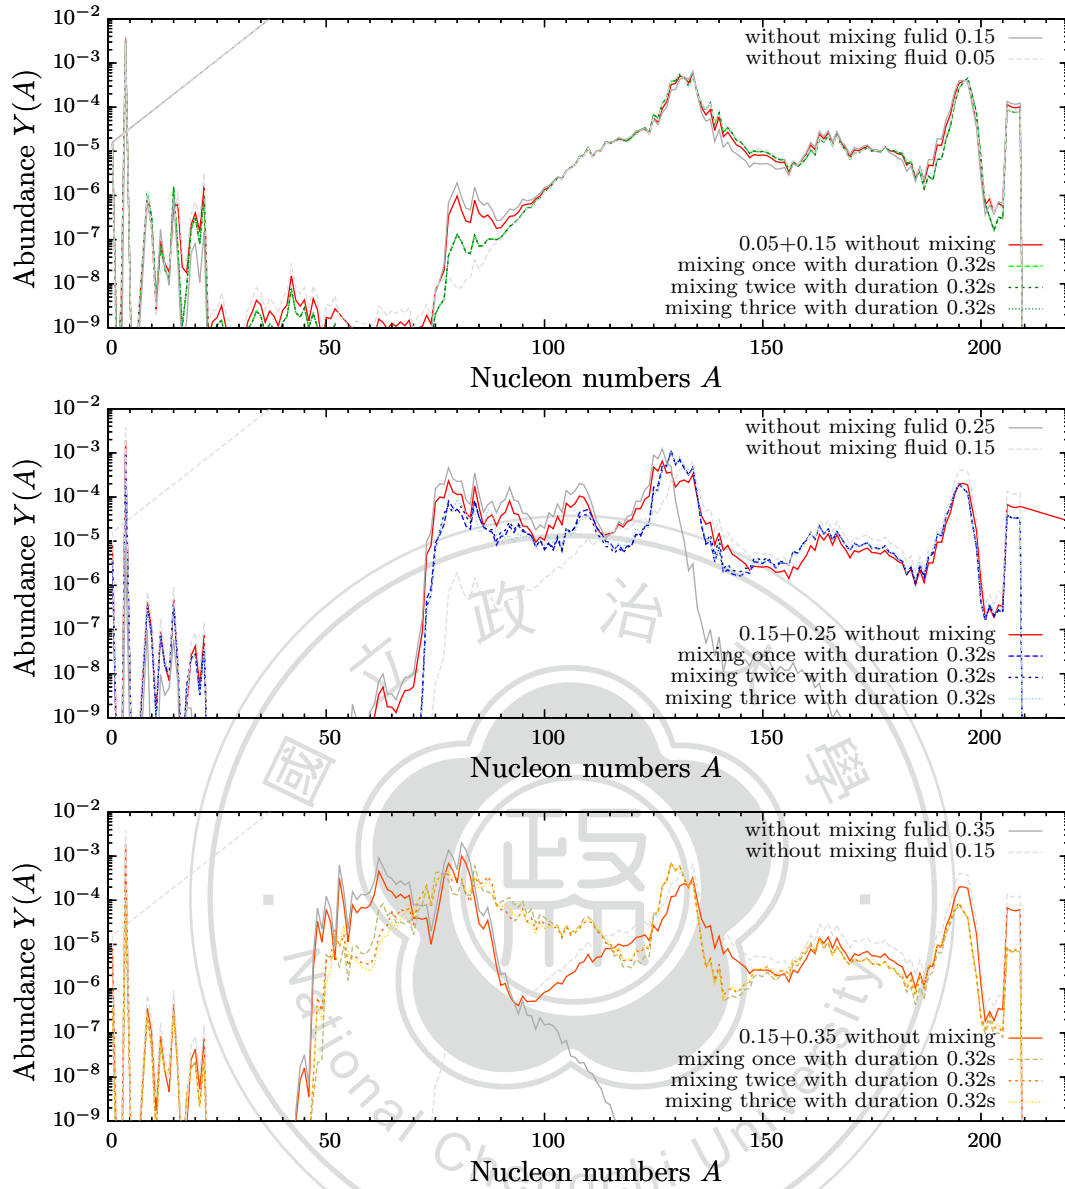 10⁻²
10⁻³
10⁻⁴
10⁻⁵
10⁻⁶
10⁻⁷
10⁻⁸
10⁻⁹
Abundance Y(A)
without mixing fulid 0.15
without mixing fluid 0.05
0.05+0.15 without mixing
mixing once with duration 0.32s
mixing twice with duration 0.32s
mixing thrice with duration 0.32s
0 50 100 150 200
Nucleon numbers A
10⁻²
10⁻³
10⁻⁴
10⁻⁵
10⁻⁶
10⁻⁷
10⁻⁸
10⁻⁹
Abundance Y(A)
without mixing fulid 0.25
without mixing fluid 0.15
0.15+0.25 without mixing
mixing once with duration 0.32s
mixing twice with duration 0.32s
mixing thrice with duration 0.32s
0 50 100 150 200
Nucleon numbers A
10⁻²
10⁻³
10⁻⁴
10⁻⁵
10⁻⁶
10⁻⁷
10⁻⁸
10⁻⁹
Abundance Y(A)
without mixing fulid 0.35
without mixing fluid 0.15
0.15+0.35 without mixing
mixing once with duration 0.32s
mixing twice with duration 0.32s
mixing thrice with duration 0.32s
0 50 100 150 200
Nucleon numbers A
國立政治大學
National Chengchi University